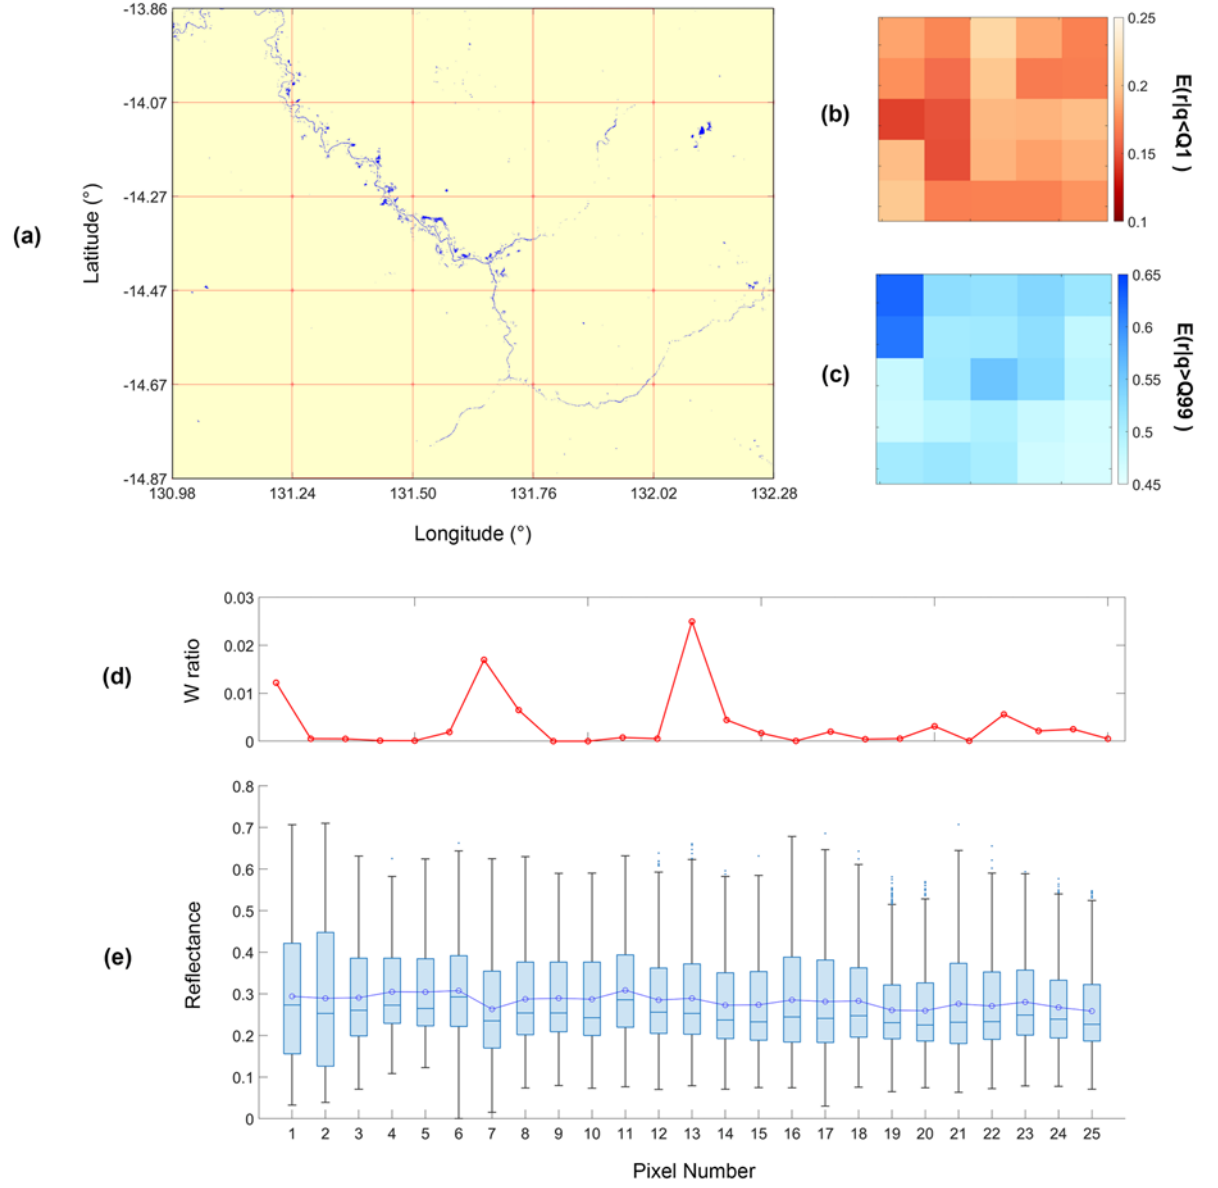 (a)
Latitude (°)
-13.86
-14.07
-14.27
-14.47
-14.67
-14.87
130.98 131.24 131.50 131.76 132.02 132.28
Longitude (°)
(b)
0.25
0.2
0.15
0.1
E(r|q<Q1 )
(c)
0.65
0.6
0.55
0.5
0.45
E(r|q>Q99 )
(d)
W ratio
0.03
0.02
0.01
0
(e)
Reflectance
0.8
0.7
0.6
0.5
0.4
0.3
0.2
0.1
0
1 2 3 4 5 6 7 8 9 10 11 12 13 14 15 16 17 18 19 20 21 22 23 24 25
Pixel Number